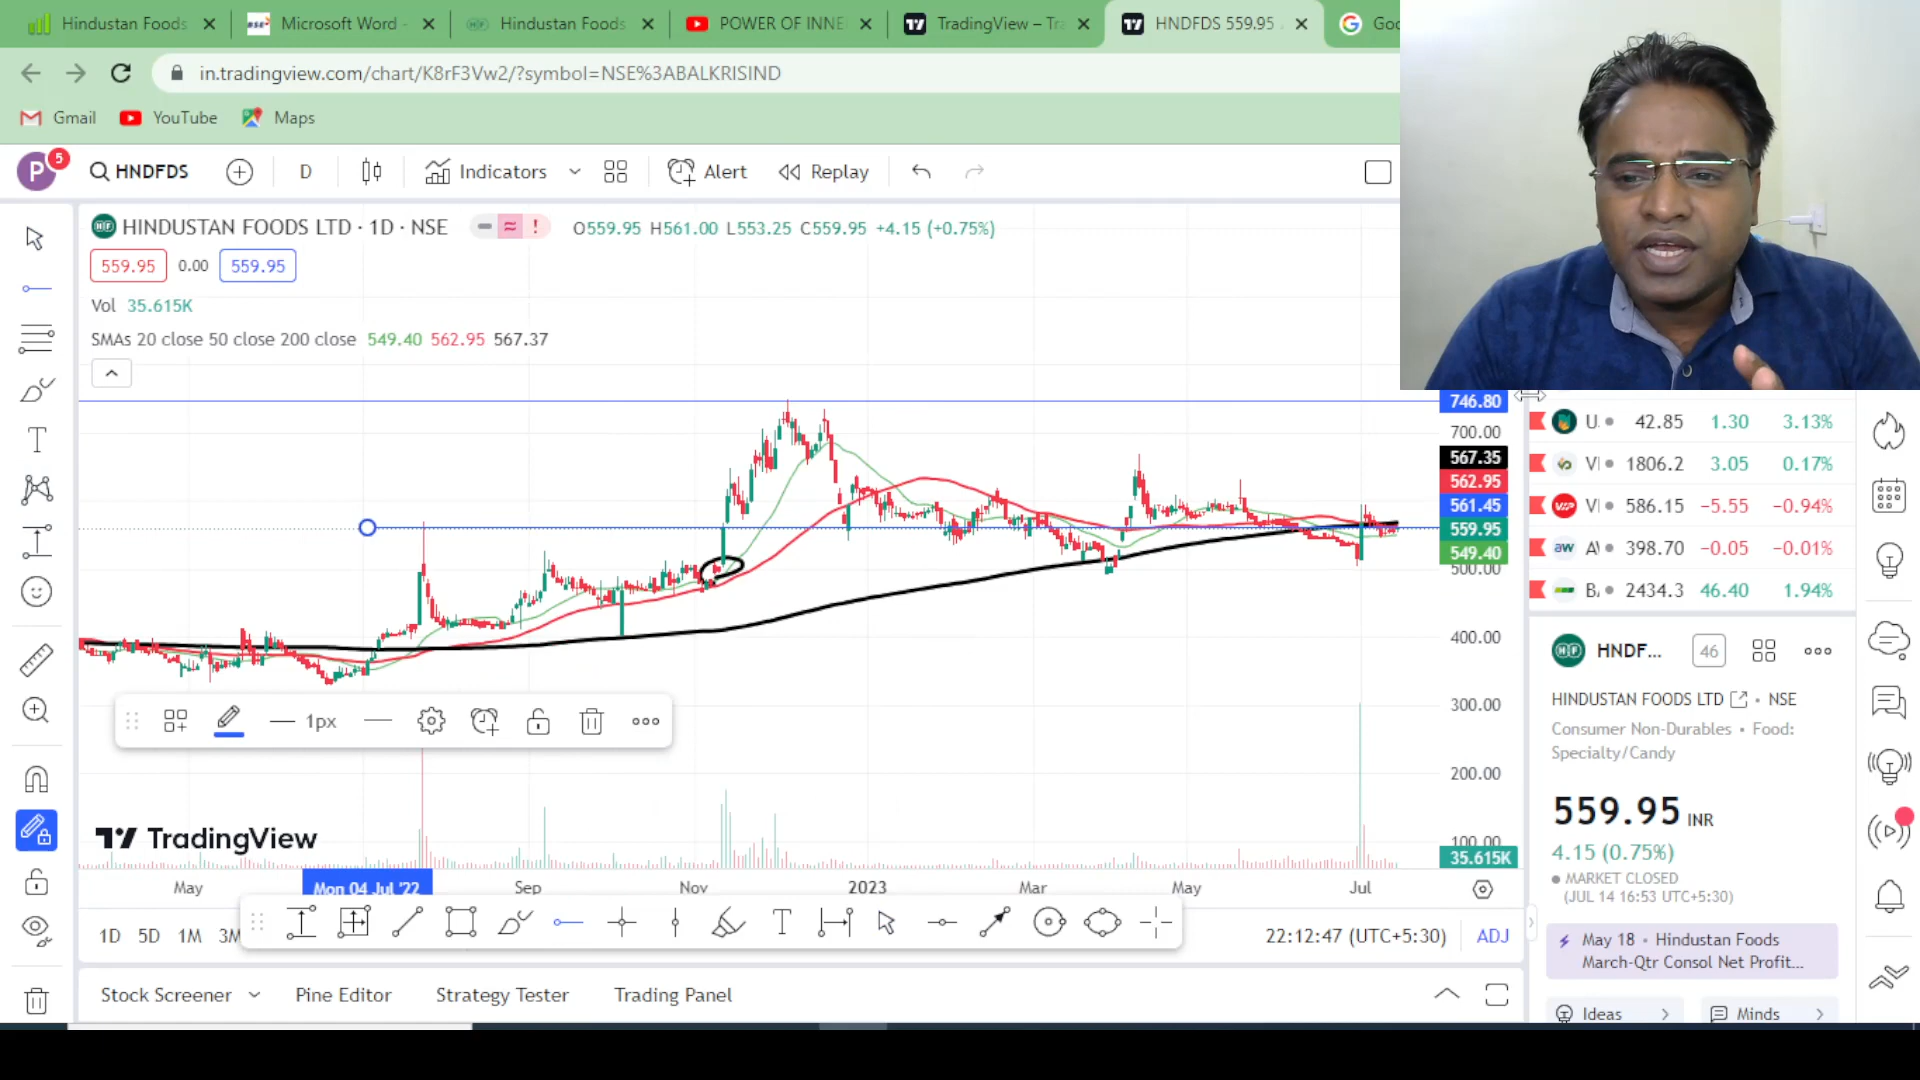 Hindustan Foods
Microsoft Word -
Hindustan Foods
POWER OF INNE
TradingView – Tra
HNDFDS 559.95
Goo
in.tradingview.com/chart/K8rF3Vw2/?symbol=NSE%3ABALKRISIND
Gmail
YouTube
Maps
P
5
HNDFDS
D
Indicators
Alert
Replay
HINDUSTAN FOODS LTD · 1D · NSE
O559.95 H561.00 L553.25 C559.95 +4.15 (+0.75%)
559.95
0.00
559.95
Vol 35.615K
SMAs 20 close 50 close 200 close 549.40 562.95 567.37
746.80
700.00
567.35
562.95
561.45
559.95
549.40
500.00
400.00
300.00
200.00
100.00
35.615K
1px
TradingView
May
Mon 04 Jul '22
Sep
Nov
2023
Mar
May
Jul
1D
5D
1M
3M
22:12:47 (UTC+5:30)
ADJ
Stock Screener
Pine Editor
Strategy Tester
Trading Panel
U. 42.85 1.30 3.13%
1806.2 3.05 0.17%
586.15 −5.55 −0.94%
398.70 −0.05 −0.01%
2434.3 46.40 1.94%
HNDF...
46
HINDUSTAN FOODS LTD • NSE
Consumer Non-Durables • Food:
Specialty/Candy
559.95 INR
4.15 (0.75%)
MARKET CLOSED
(JUL 14 16:53 UTC+5:30)
May 18 • Hindustan Foods
March-Qtr Consol Net Profit...
Ideas
Minds